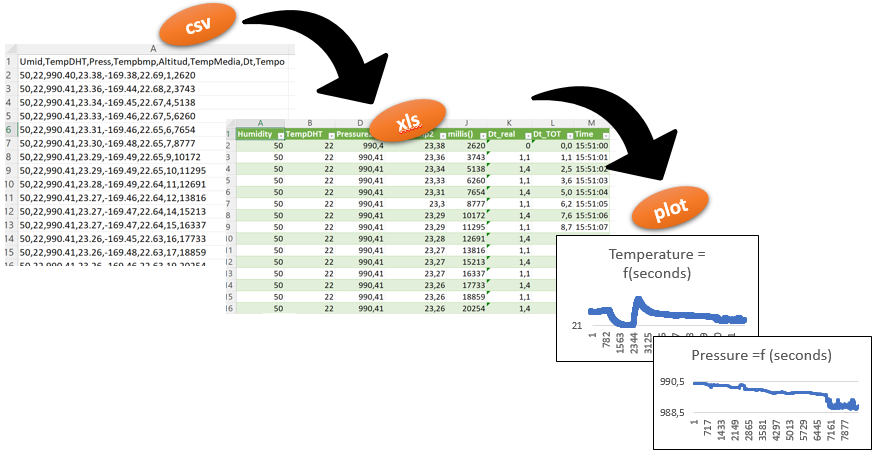 csv
A
1 Umid,TempDHT,Press,Tempbmp,Altitud,TempMedia,Dt,Tempo
2 50,22,990.40,23.38,-169.38,22.69,1,2620
3 50,22,990.41,23.36,-169.44,22.68,2,3743
4 50,22,990.41,23.34,-169.45,22.67,4,5138
5 50,22,990.41,23.33,-169.46,22.67,5,6260
6 50,22,990.41,23.31,-169.46,22.65,6,7654
7 50,22,990.41,23.30,-169.48,22.65,7,8777
8 50,22,990.41,23.29,-169.49,22.65,9,10172
9 50,22,990.41,23.29,-169.49,22.65,10,11295
10 50,22,990.41,23.28,-169.49,22.64,11,12691
11 50,22,990.41,23.27,-169.46,22.64,12,13816
12 50,22,990.41,23.27,-169.47,22.64,14,15213
13 50,22,990.41,23.27,-169.47,22.64,15,16337
14 50,22,990.41,23.26,-169.45,22.63,16,17733
15 50,22,990.41,23.26,-169.48,22.63,17,18859
16 50,22,990.41,23.26,-169.46,22.63,19,20254
xls
A B D J K L M
1 Humidity TempDHT Pressure millis() Dt_real Dt_TOT Time
2 50 22 990,4 23,38 2620 0 0,0 15:51:00
3 50 22 990,41 23,36 3743 1,1 1,1 15:51:01
4 50 22 990,41 23,34 5138 1,4 2,5 15:51:02
5 50 22 990,41 23,33 6260 1,1 3,6 15:51:03
6 50 22 990,41 23,31 7654 1,4 5,0 15:51:04
7 50 22 990,41 23,3 8777 1,1 6,2 15:51:05
8 50 22 990,41 23,29 10172 1,4 7,6 15:51:06
9 50 22 990,41 23,29 11295 1,1 8,7 15:51:07
10 50 22 990,41 23,28 12691 1,4
11 50 22 990,41 23,27 13816 1,1
12 50 22 990,41 23,27 15213 1,4
13 50 22 990,41 23,27 16337 1,1
14 50 22 990,41 23,26 17733 1,4
15 50 22 990,41 23,26 18859 1,1
16 50 22 990,41 23,26 20254 1,4
plot
Temperature =
f(seconds)
21
1 782 1563 2344 3125
Pressure =f (seconds)
990,5
988,5
1 717 1433 2149 2865 3581 4297 5013 5729 6445 7161 7877